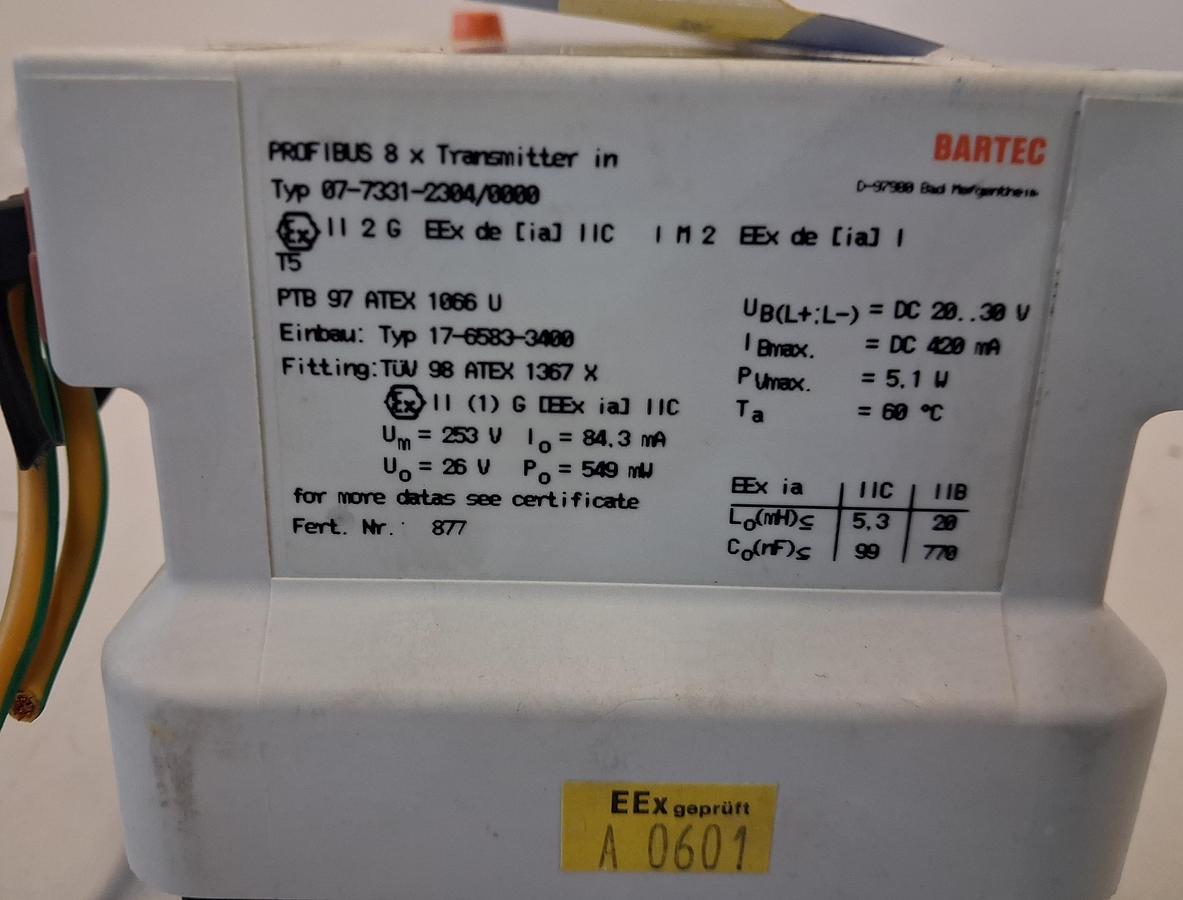 PROFIBUS 8 x Transmitter in
BARTEC
Typ 07-7331-2304/0000
D-97980 Bad Mergentheim
Ex II 2 G EEx de [ia] IIC I M 2 EEx de [ia] I
T5
PTB 97 ATEX 1066 U
Einbau: Typ 17-6583-3400
Fitting:TÜV 98 ATEX 1367 X
Ex II (1) G [EEx ia] IIC
Um = 253 V Io = 84.3 mA
Uo = 26 V Po = 549 mW
for more datas see certificate
Fert. Nr. : 877
UB(L+;L-) = DC 20..30 V
I Bmax. = DC 420 mA
P Umax. = 5.1 W
Ta = 60 °C
EEx ia IIC IIB
Lo(mH)≤ 5.3 20
Co(nF)≤ 99 770
EEx geprüft
A 0601